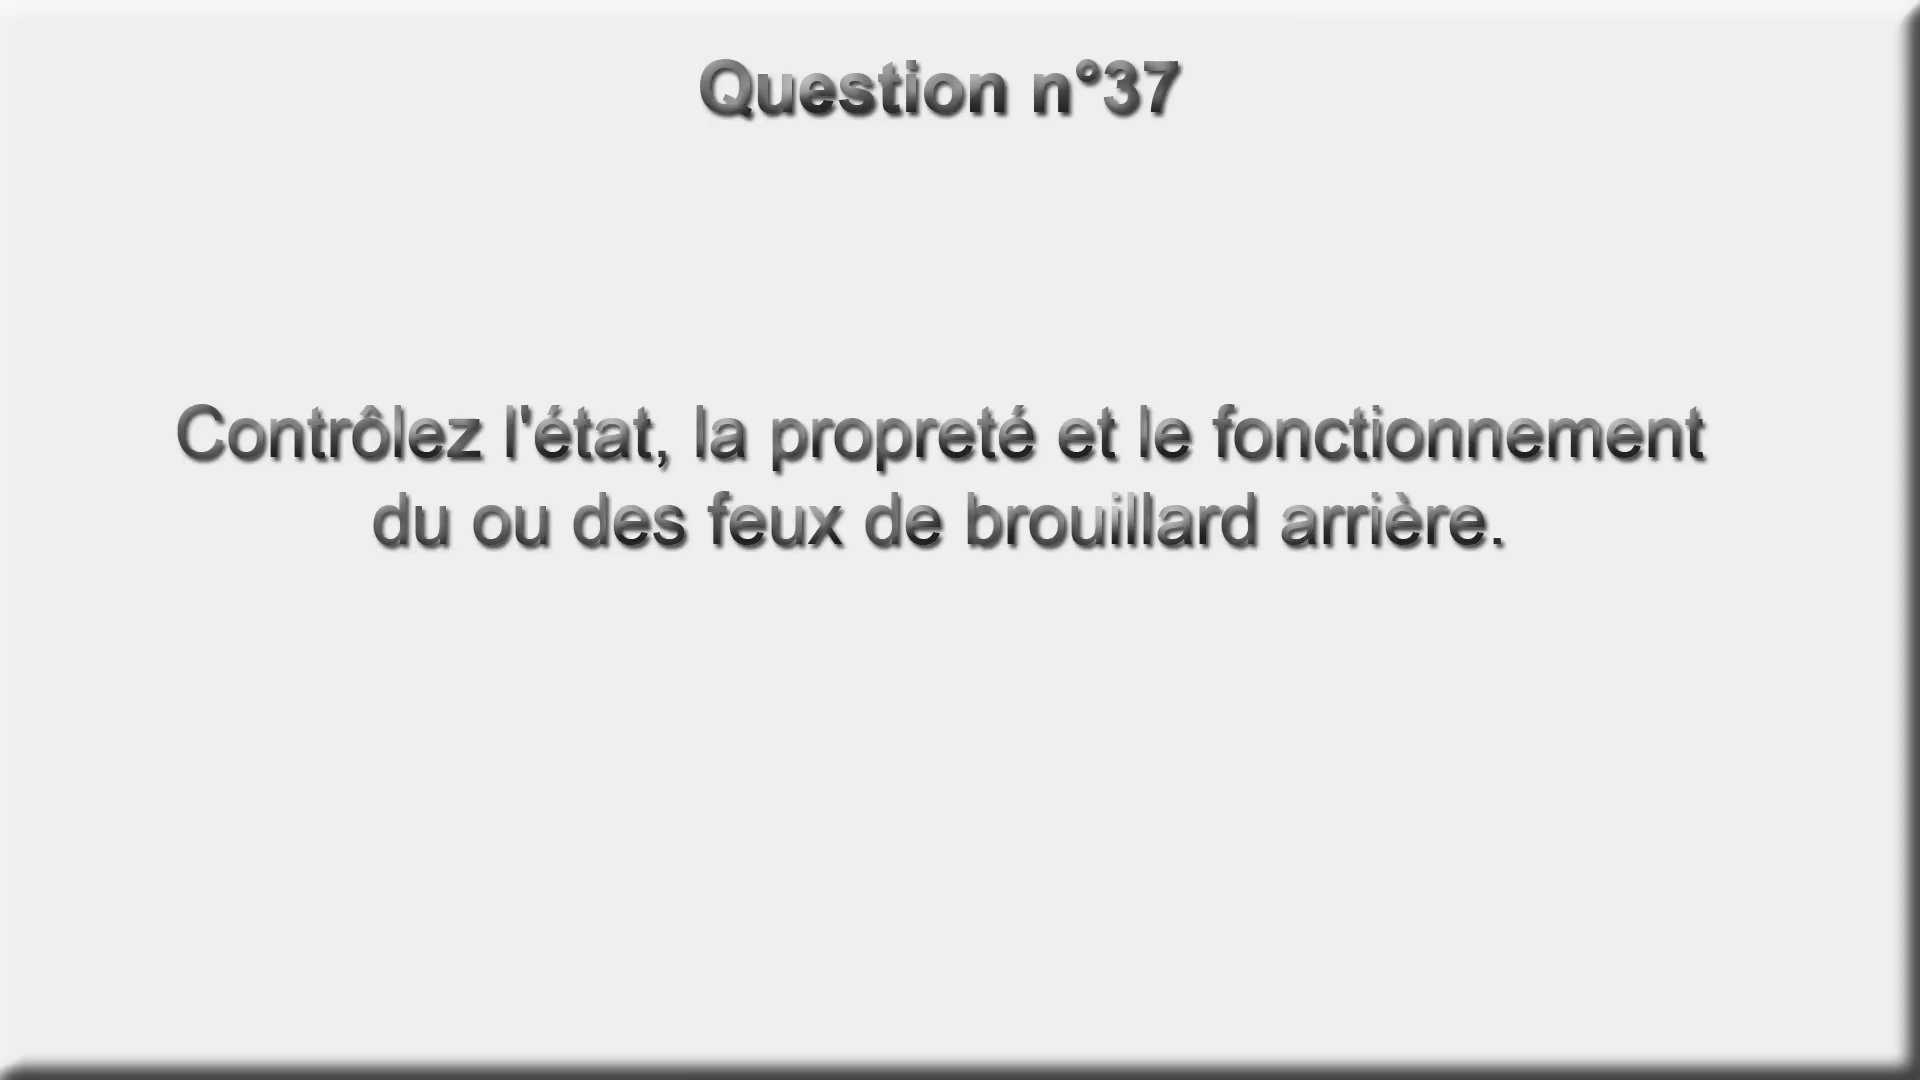 Question n°37
Contrôlez l'état, la propreté et le fonctionnement
du ou des feux de brouillard arrière.